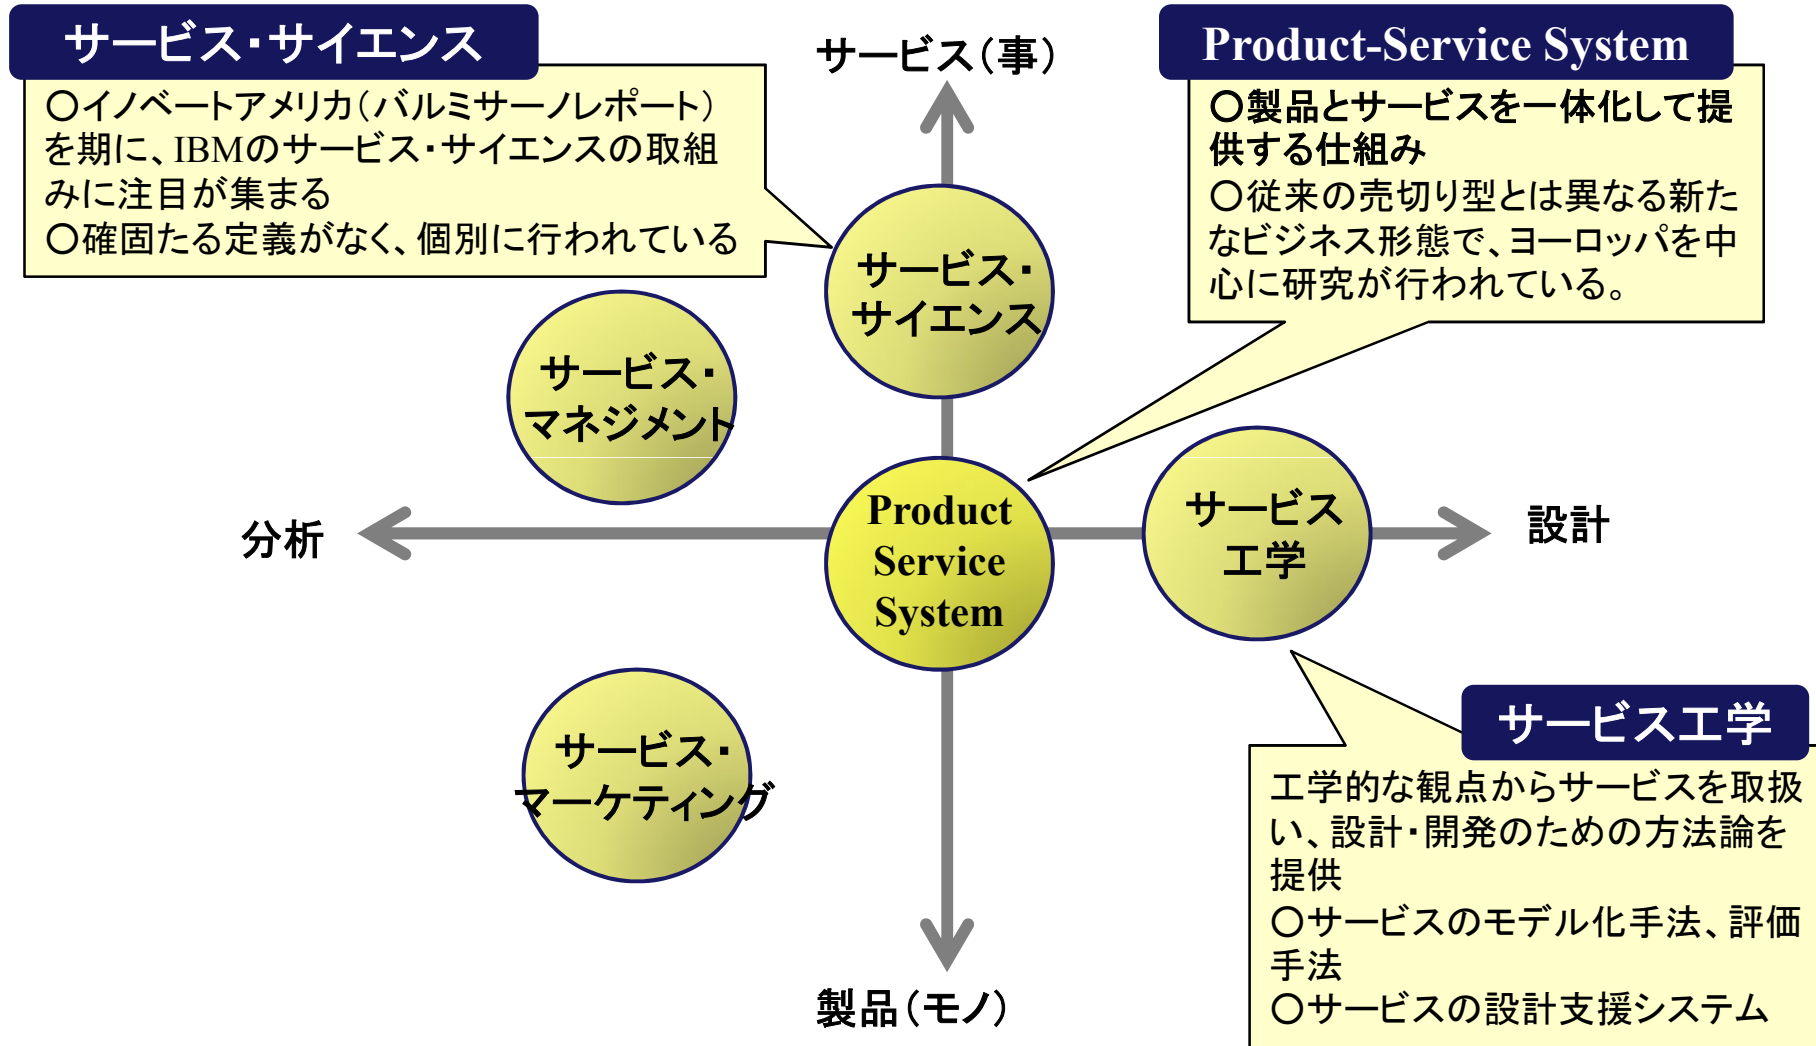 サービス・サイエンス
○イノベートアメリカ(パルミサーノレポート)
を期に、IBMのサービス・サイエンスの取組
みに注目が集まる
○確固たる定義がなく、個別に行われている
サービス(事)
Product-Service System
○製品とサービスを一体化して提
供する仕組み
○従来の売切り型とは異なる新た
なビジネス形態で、ヨーロッパを中
心に研究が行われている。
サービス・
サイエンス
サービス・
マネジメント
分析
Product
Service
System
サービス
工学
設計
サービス・
マーケティング
製品(モノ)
サービス工学
工学的な観点からサービスを取扱
い、設計・開発のための方法論を
提供
○サービスのモデル化手法、評価
手法
○サービスの設計支援システム